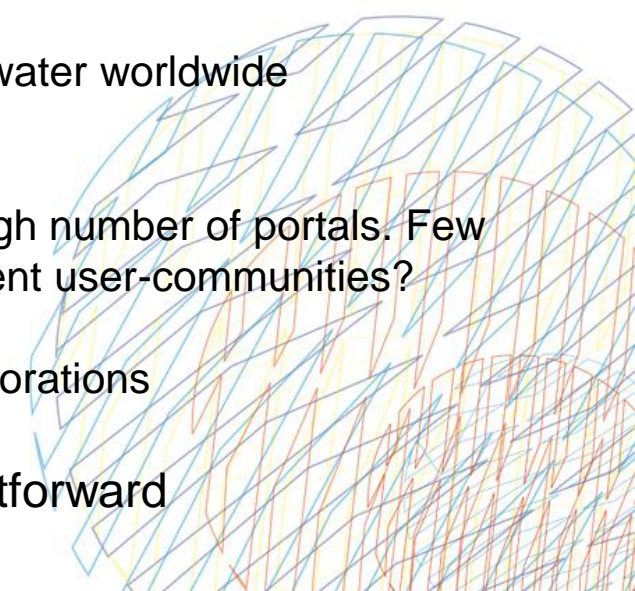 water worldwide
gh number of portals. Few
ent user-communities?
orations
tforward